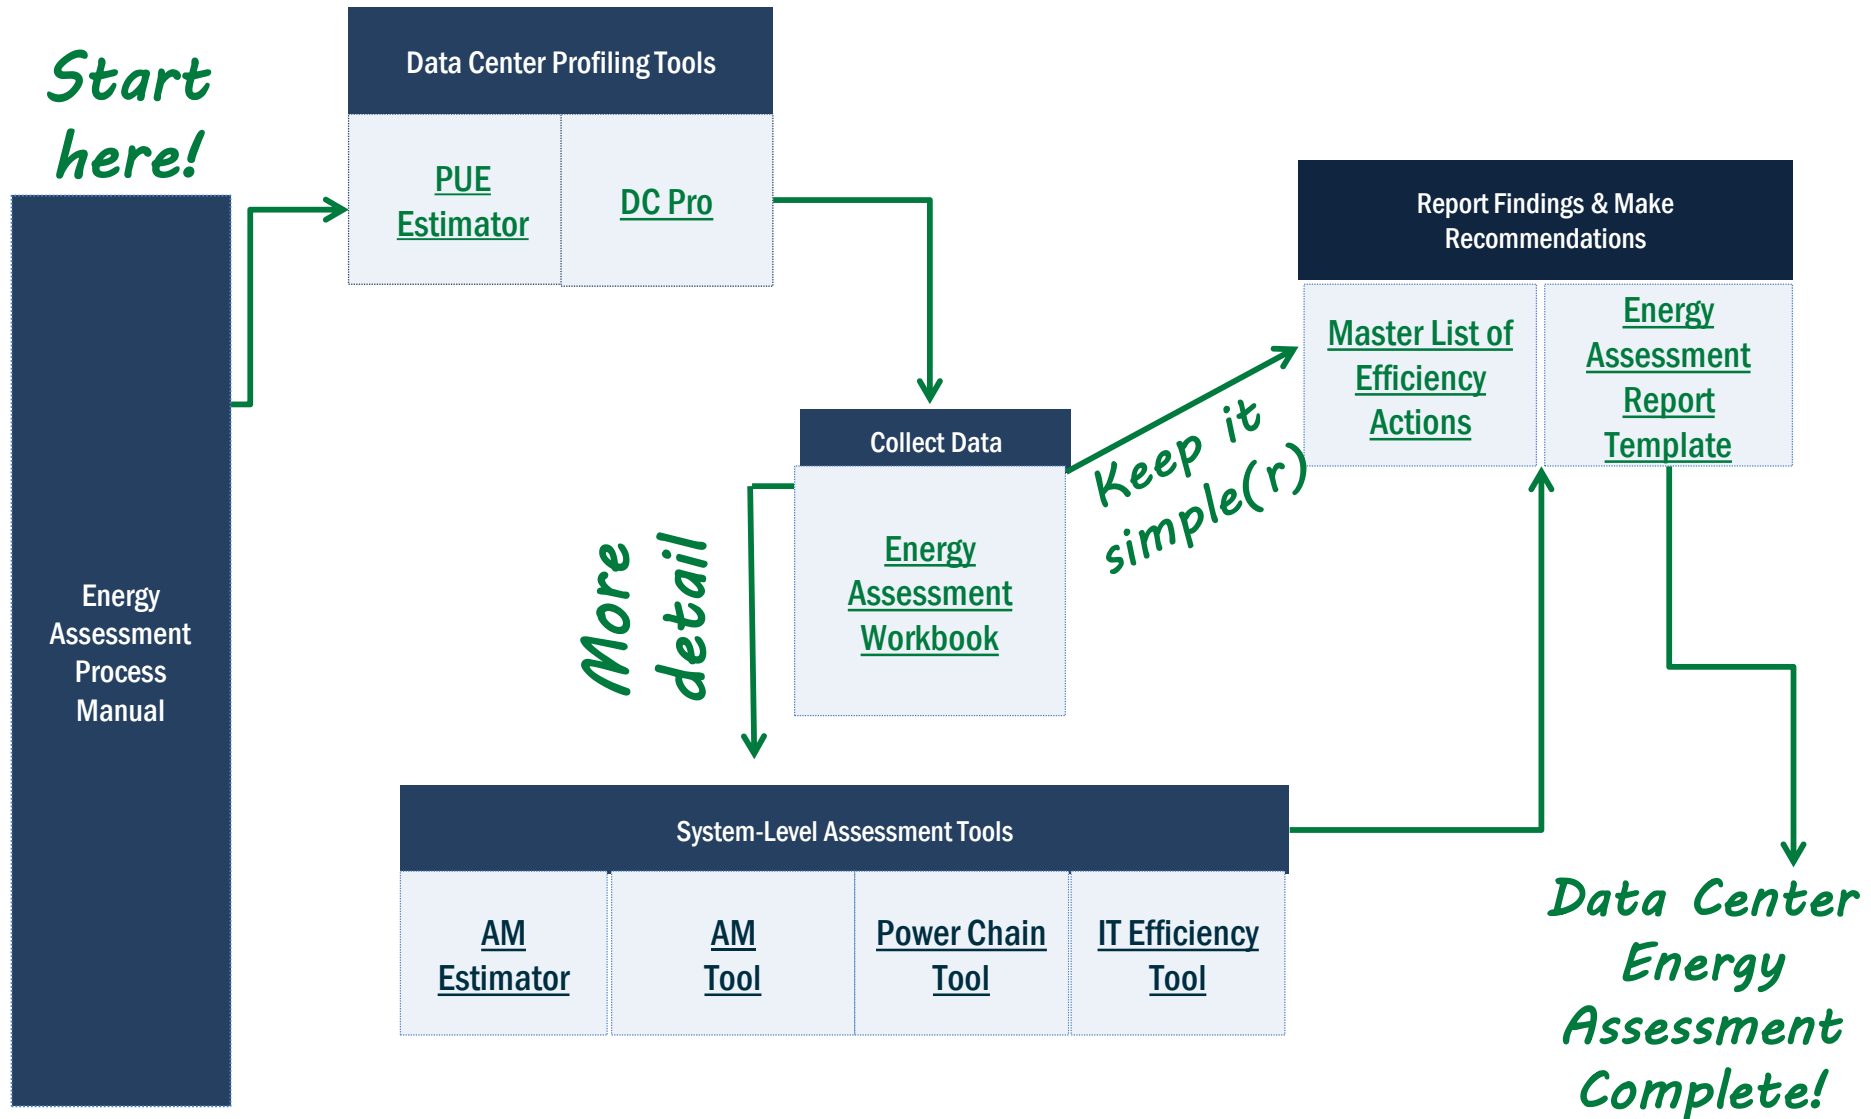 Start
here!
Energy
Assessment
Process
Manual
Data Center Profiling Tools
PUE
Estimator
DC Pro
Collect Data
Energy
Assessment
Workbook
More
detail
Keep it
simple(r)
System-Level Assessment Tools
AM
Estimator
AM
Tool
Power Chain
Tool
IT Efficiency
Tool
Report Findings & Make
Recommendations
Master List of
Efficiency
Actions
Energy
Assessment
Report
Template
Data Center
Energy
Assessment
Complete!